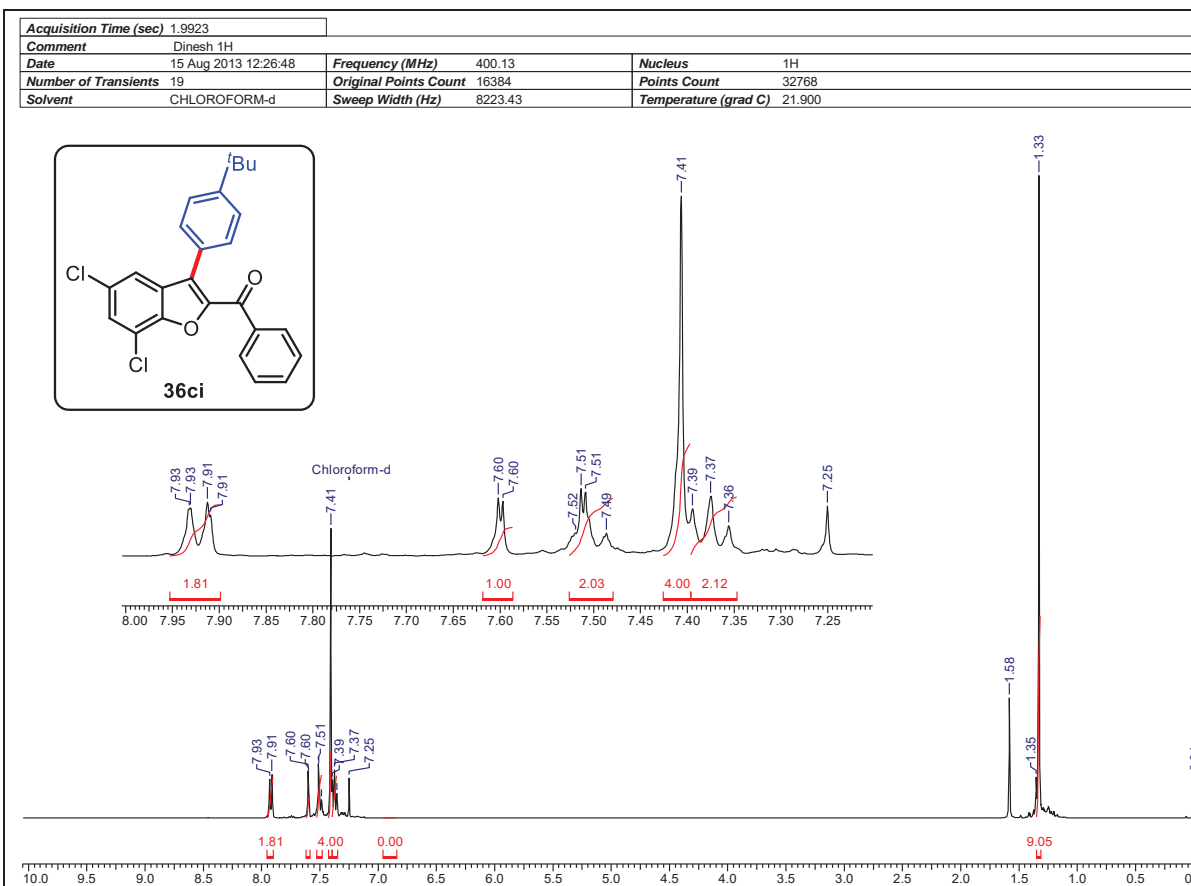 Acquisition Time (sec) 1.9923
Comment Dinesh 1H
Date 15 Aug 2013 12:26:48 Frequency (MHz) 400.13 Nucleus 1H
Number of Transients 19 Original Points Count 16384 Points Count 32768
Solvent CHLOROFORM-d Sweep Width (Hz) 8223.43 Temperature (grad C) 21.900
tBu
Cl
O
O
Cl
36ci
7.93 7.93 7.91 7.91 7.60 7.60 7.52 7.51 7.51 7.49 7.41 7.39 7.37 7.36 7.25
Chloroform-d
1.81 1.00 2.03 4.00 2.12
8.00 7.95 7.90 7.85 7.80 7.75 7.70 7.65 7.60 7.55 7.50 7.45 7.40 7.35 7.30 7.25
7.93 7.91 7.60 7.60 7.51 7.41 7.39 7.37 7.25 1.58 1.35 1.33
1.81 4.00 0.00 9.05
10.0 9.5 9.0 8.5 8.0 7.5 7.0 6.5 6.0 5.5 5.0 4.5 4.0 3.5 3.0 2.5 2.0 1.5 1.0 0.5 0